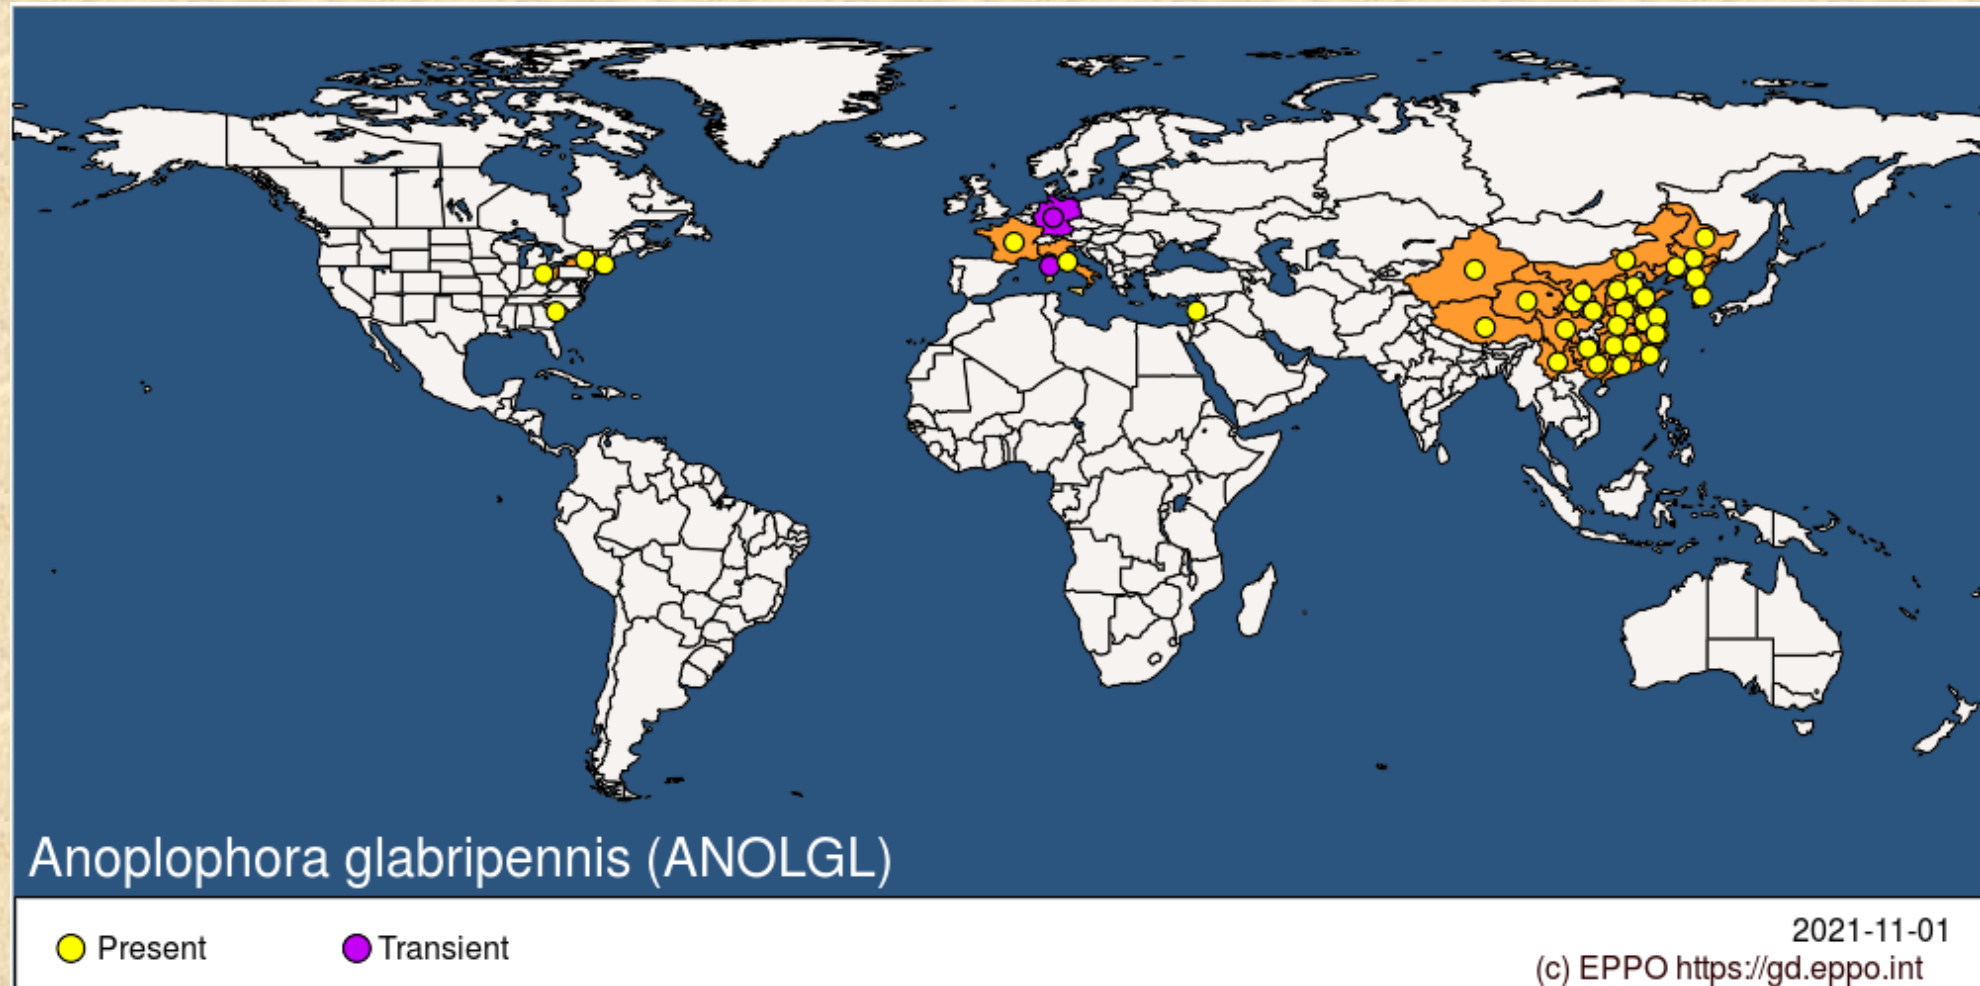 Anoplophora glabripennis (ANOLGL)
Present
Transient
2021-11-01
(c) EPPO https://gd.eppo.int